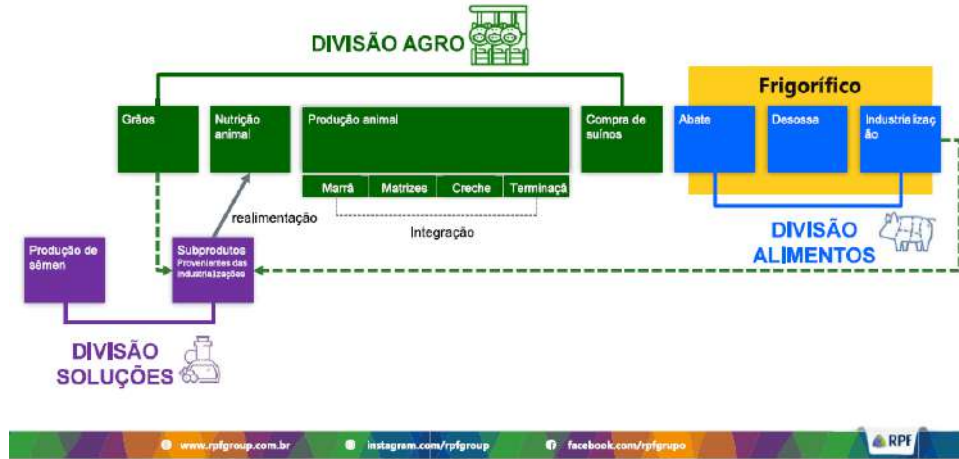 DIVISÃO AGRO
Frigorífico
Grãos
Nutrição
animal
Produção animal
Compra de
suínos
Abate
Desossa
Industrializaç
ão
Marrã
Matrizes
Creche
Terminaçã
realimentação
Integração
Produção de
sêmen
Subprodutos
Provenientes das
industrializações
DIVISÃO
ALIMENTOS
DIVISÃO
SOLUÇÕES
www.rpfgroup.com.br
instagram.com/rpfgroup
facebook.com/rpfgrupo
RPF